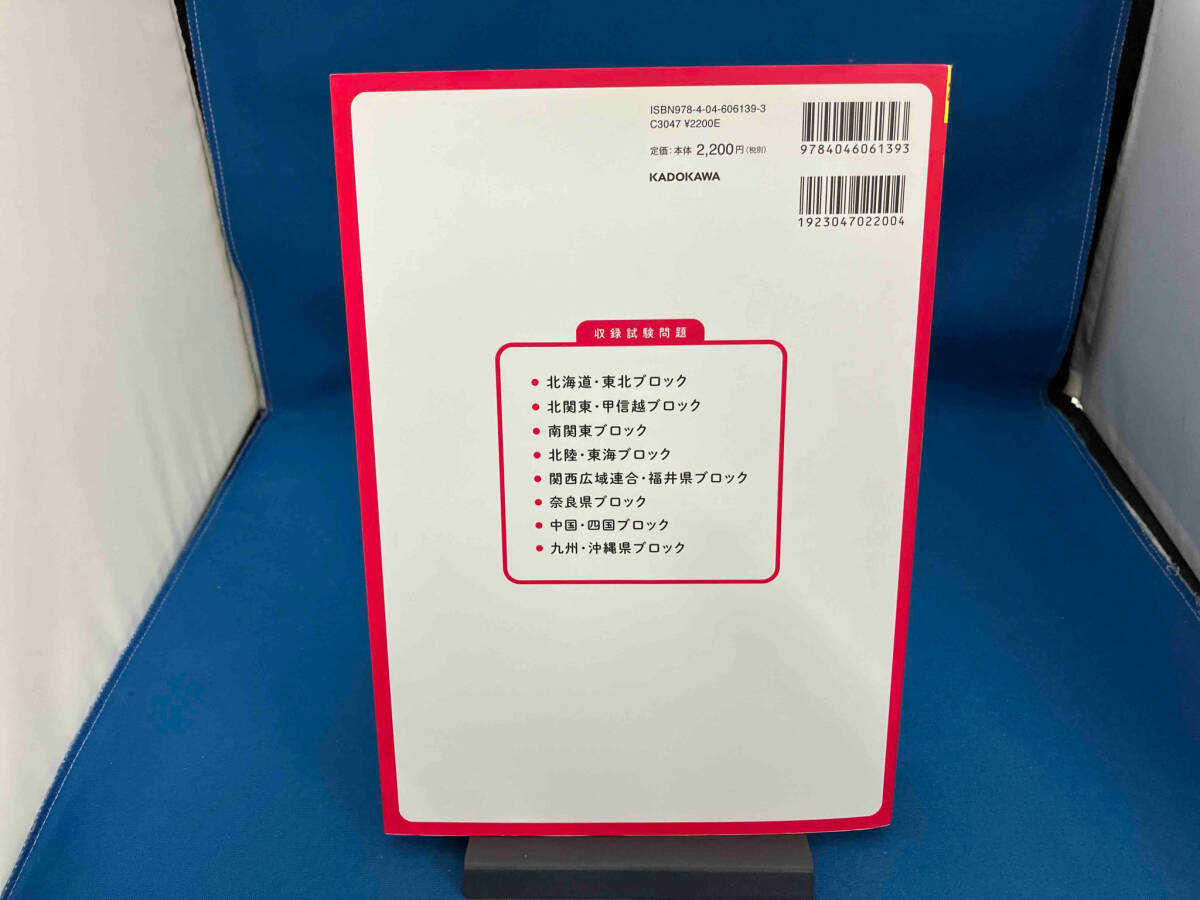 ISBN978-4-04-606139-3
C3047 ¥2200E
定価:本体 2,200円(税別)
KADOKAWA
9784046061393
1923047022004
収録試験問題
● 北海道・東北ブロック
● 北関東・甲信越ブロック
● 南関東ブロック
● 北陸・東海ブロック
● 関西広域連合・福井県ブロック
● 奈良県ブロック
● 中国・四国ブロック
● 九州・沖縄県ブロック